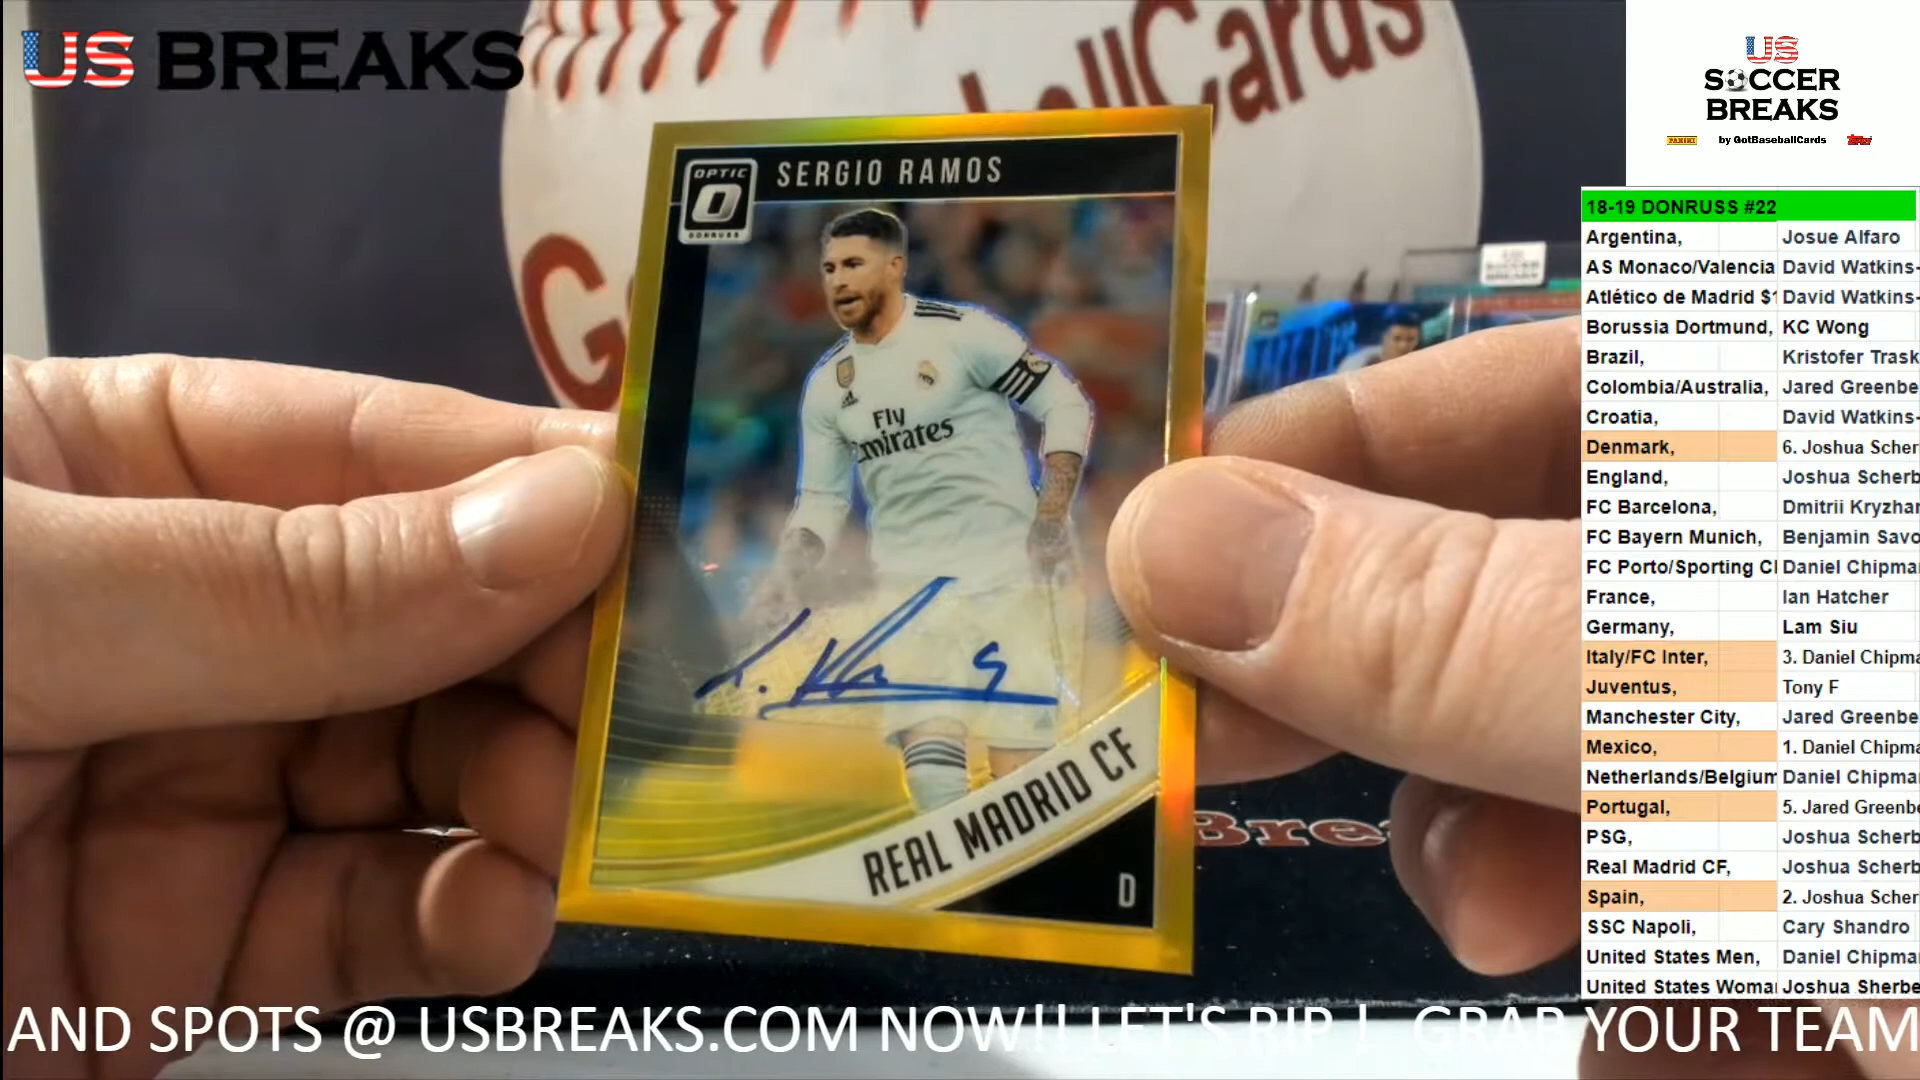 US BREAKS
GotBaseballCards
OPTIC
DONRUSS
SERGIO RAMOS
Fly
Emirates
REAL MADRID CF
D
US
SOCCER
BREAKS
PANINI by GotBaseballCards Topps
18-19 DONRUSS #22
Argentina, Josue Alfaro
AS Monaco/Valencia David Watkins-
Atlético de Madrid $1 David Watkins-
Borussia Dortmund, KC Wong
Brazil, Kristofer Trask
Colombia/Australia, Jared Greenbe
Croatia, David Watkins-
Denmark, 6. Joshua Scher
England, Joshua Scherb
FC Barcelona, Dmitrii Kryzhan
FC Bayern Munich, Benjamin Savo
FC Porto/Sporting Cl Daniel Chipma
France, Ian Hatcher
Germany, Lam Siu
Italy/FC Inter, 3. Daniel Chipma
Juventus, Tony F
Manchester City, Jared Greenbe
Mexico, 1. Daniel Chipma
Netherlands/Belgium Daniel Chipma
Portugal, 5. Jared Greenbe
PSG, Joshua Scherb
Real Madrid CF, Joshua Scherb
Spain, 2. Joshua Scher
SSC Napoli, Cary Shandro
United States Men, Daniel Chipma
United States Woma Joshua Sherbe
AND SPOTS @ USBREAKS.COM NOW!! LET'S RIP ! GRAB YOUR TEAM